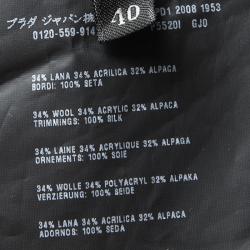 プラダ ジャパン株
40
PD1 2008 1953
0120-559-914
P5520I GJ0
34% LANA 34% ACRILICA 32% ALPACA
BORDI: 100% SETA
34% WOOL 34% ACRYLIC 32% ALPACA
TRIMMINGS: 100% SILK
34% LAINE 34% ACRYLIQUE 32% ALPAGA
ORNEMENTS: 100% SOIE
34% WOLLE 34% POLYACRYL 32% ALPAKA
VERZIERUNG: 100% SEIDE
34% LANA 34% ACRILICA 32% ALPACA
ADORNOS: 100% SEDA